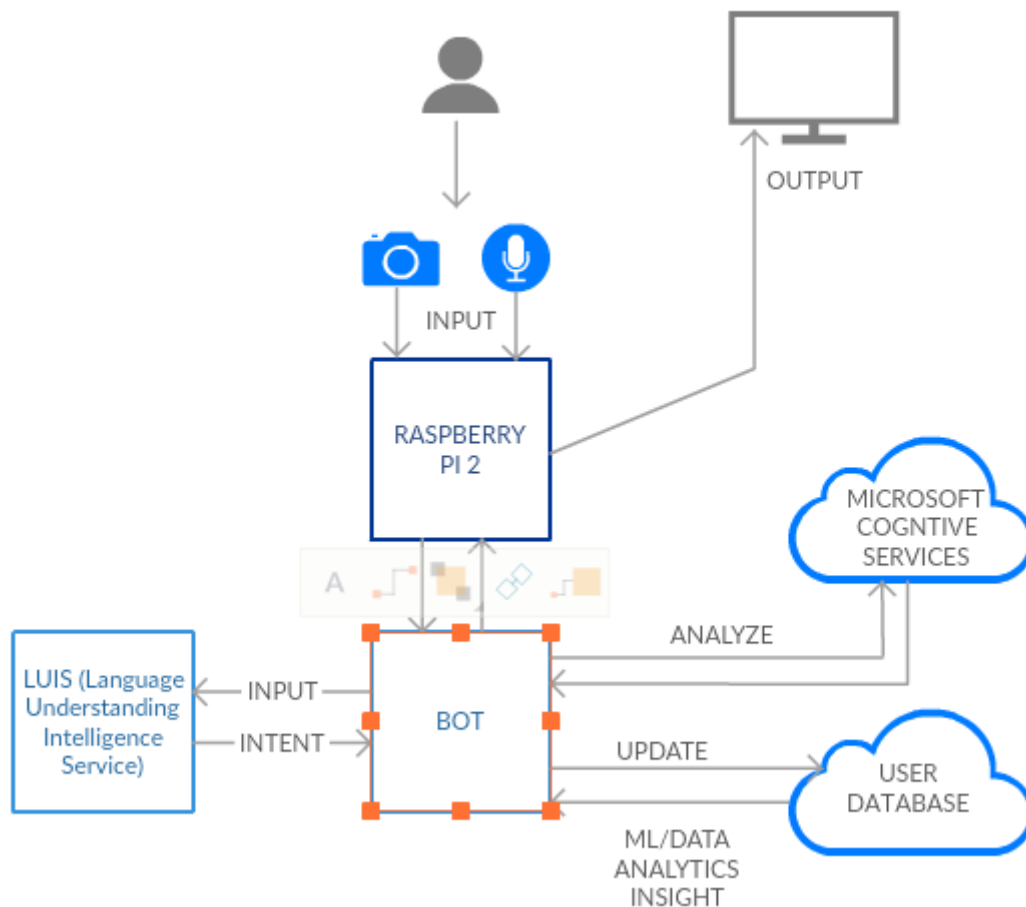 OUTPUT
INPUT
RASPBERRY
PI 2
MICROSOFT
COGNTIVE
SERVICES
A
ANALYZE
LUIS (Language
Understanding
Intelligence
Service)
INPUT
INTENT
BOT
UPDATE
USER
DATABASE
ML/DATA
ANALYTICS
INSIGHT